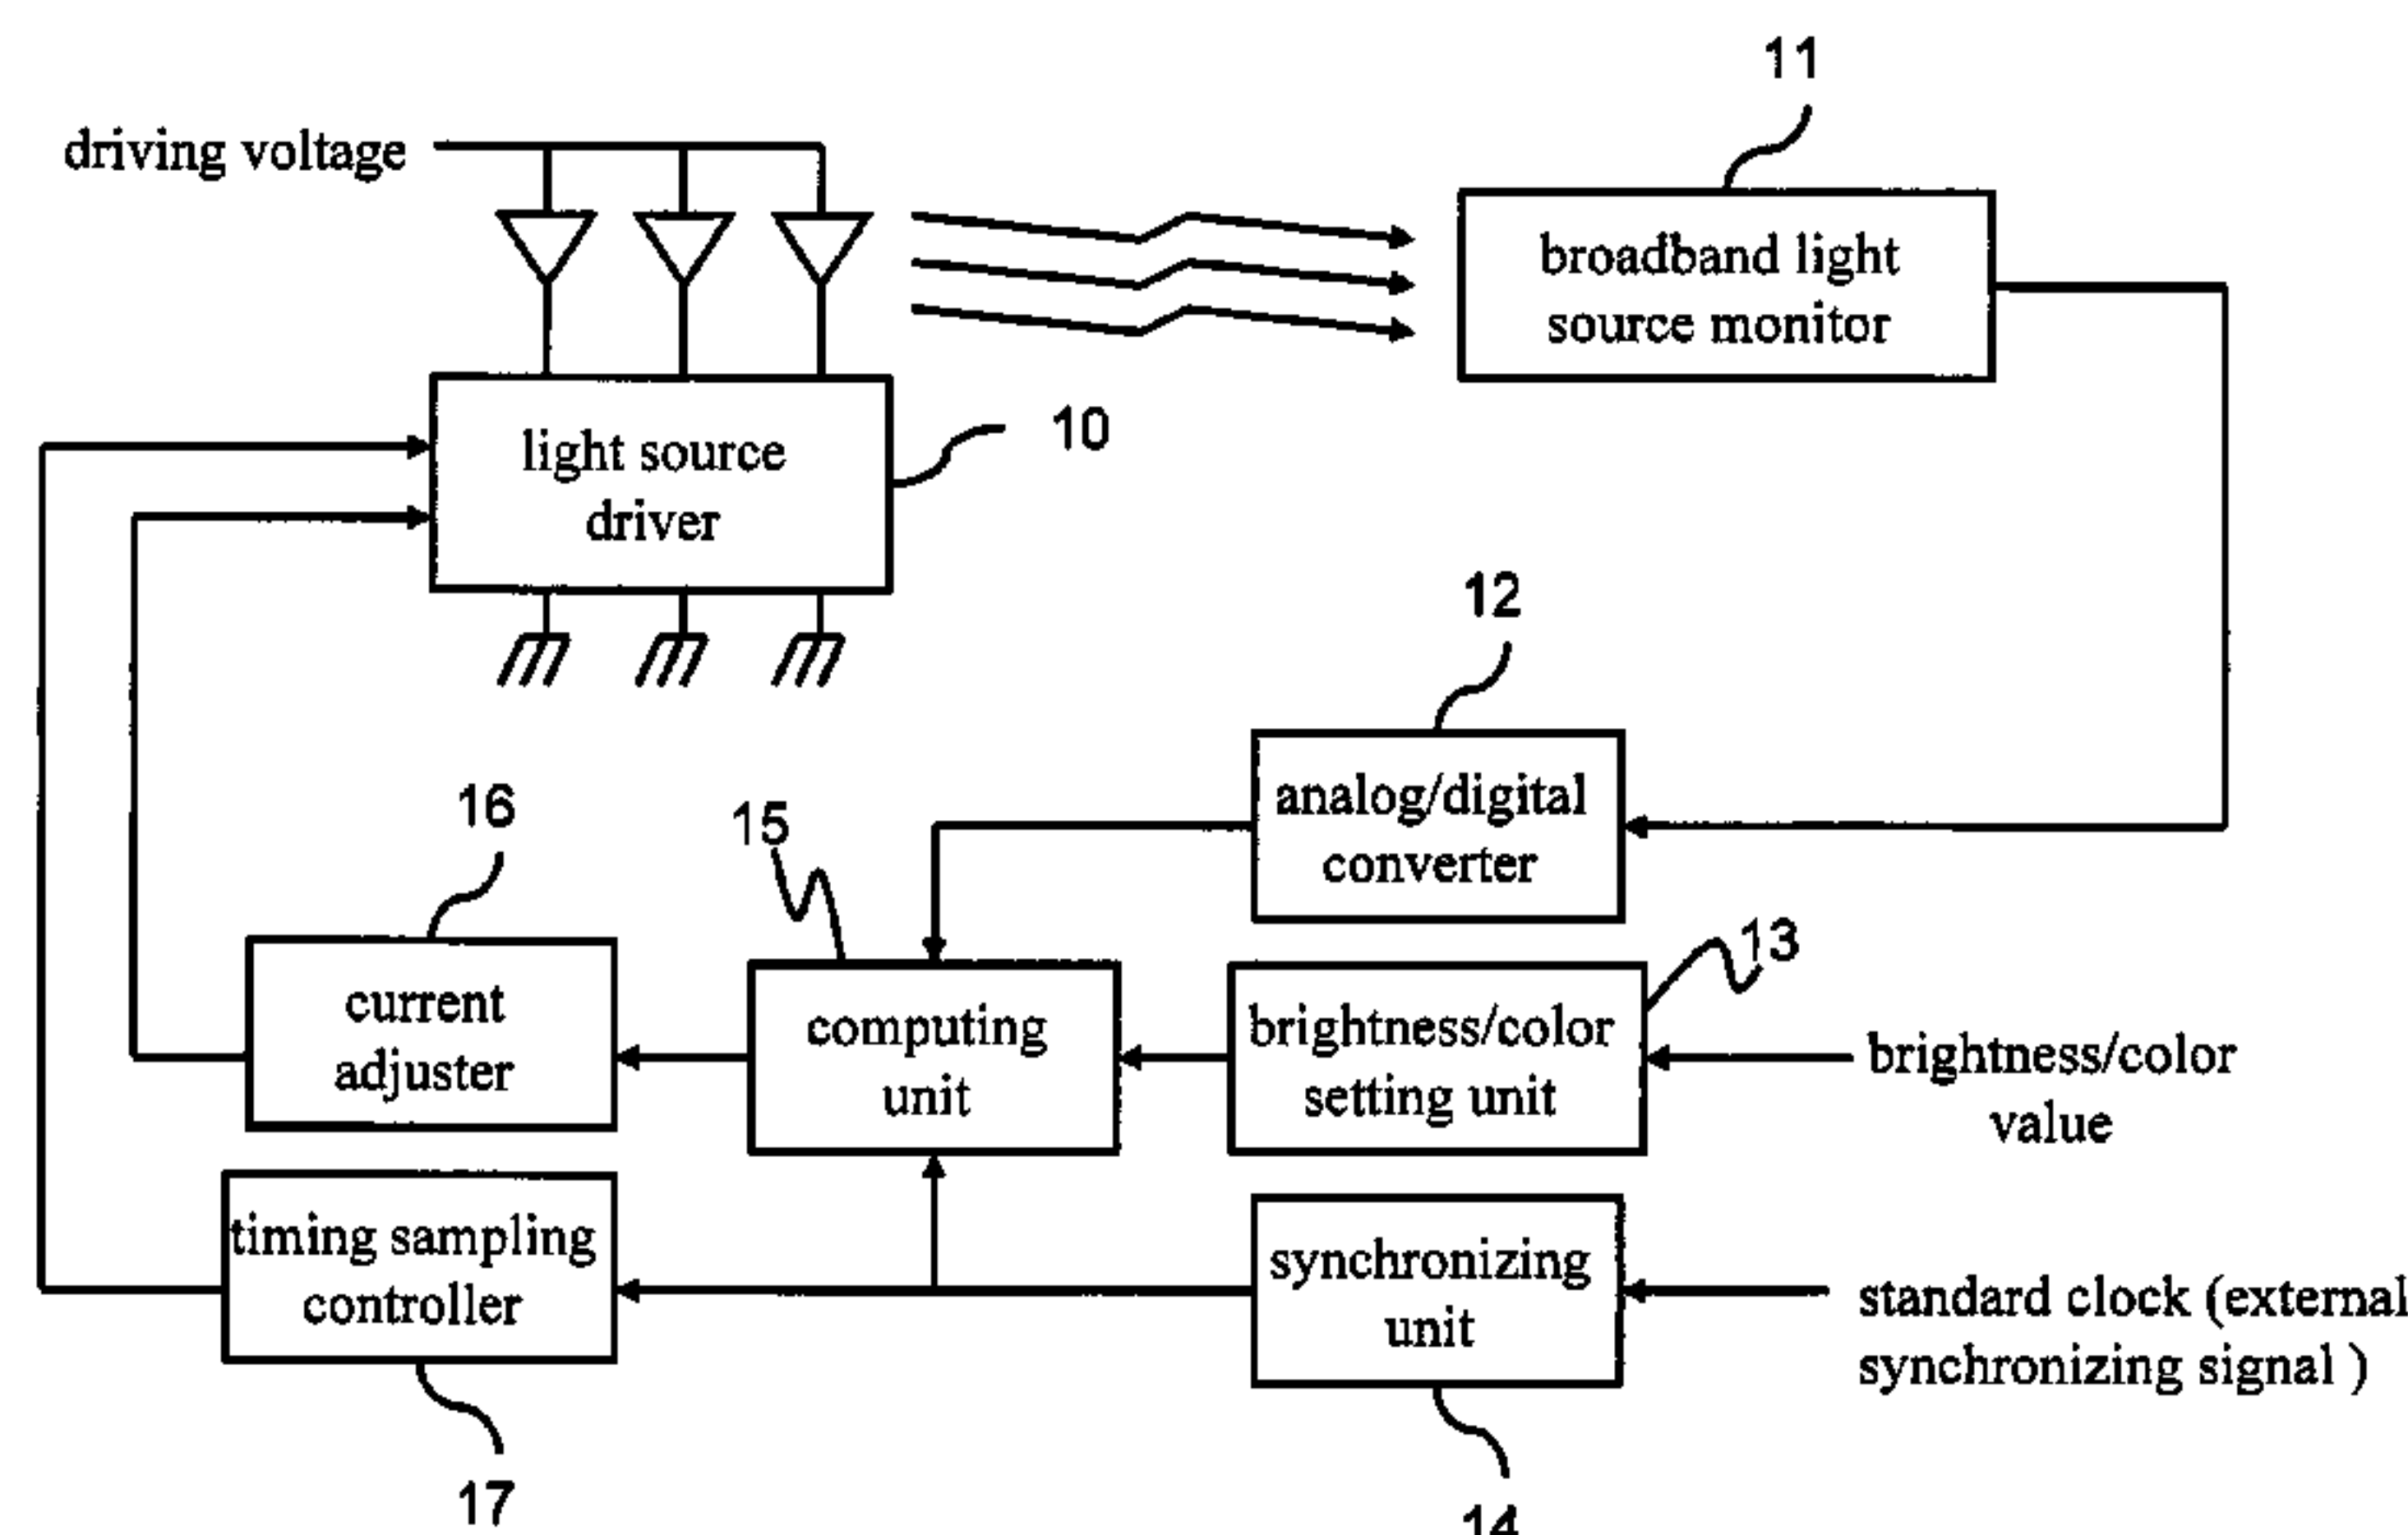 11
driving voltage
broadband light
source monitor
10
light source
driver
12
16
15
analog/digital
converter
13
current
adjuster
computing
unit
brightness/color
setting unit
brightness/color
value
timing sampling
controller
synchronizing
unit
standard clock (external
synchronizing signal )
17
14